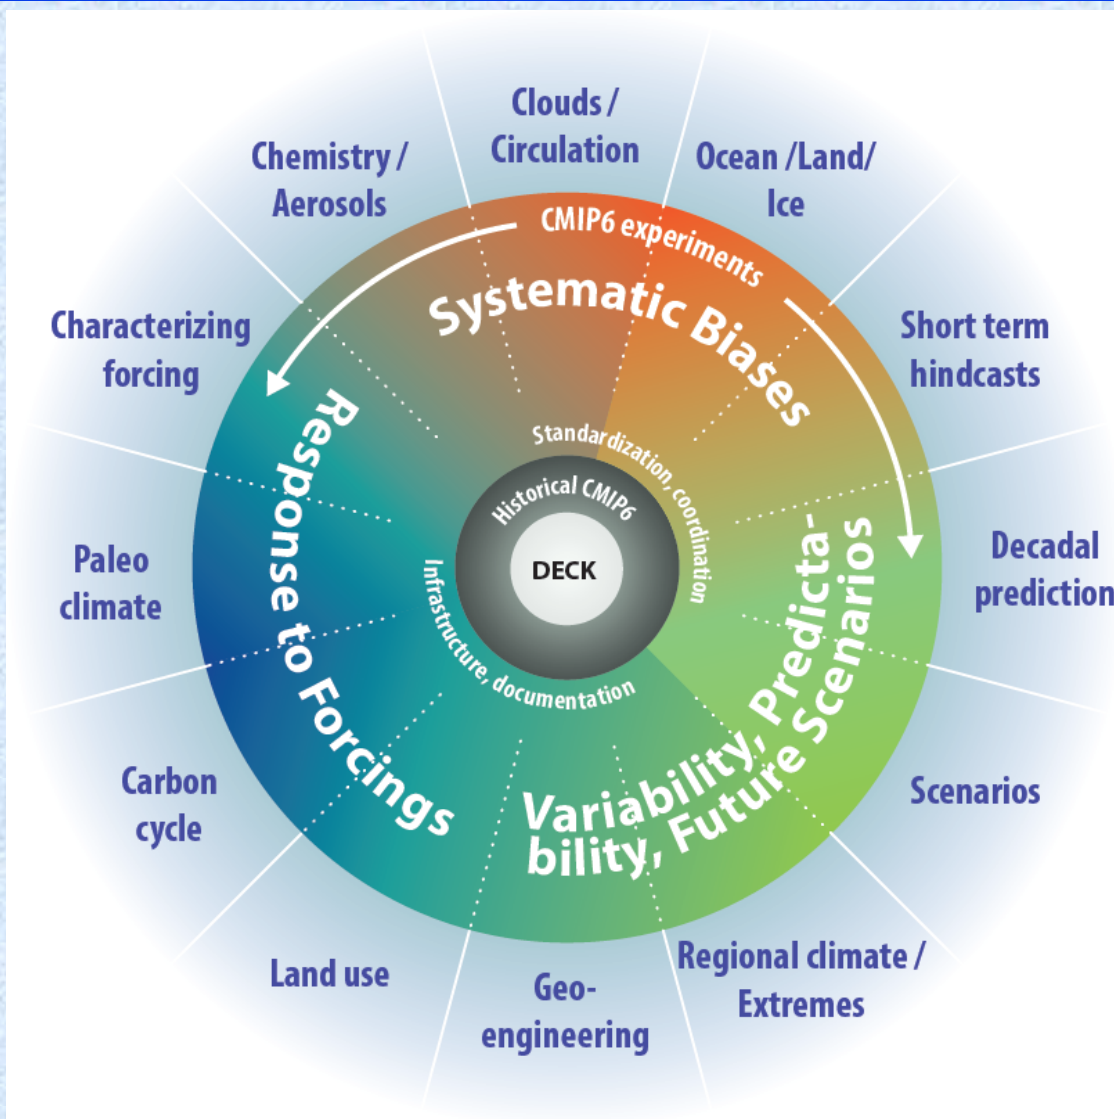 Clouds /
Circulation
Ocean /Land/
Ice
Short term
hindcasts
Decadal
prediction
Scenarios
Regional climate /
Extremes
Geo-
engineering
Land use
Carbon
cycle
Paleo
climate
Characterizing
forcing
Chemistry /
Aerosols
CMIP6 experiments
Systematic Biases
Response to Forcings
Variability, Predicta-
bility, Future Scenarios
Standardization, coordination
Infrastructure, documentation
Historical CMIP6
DECK